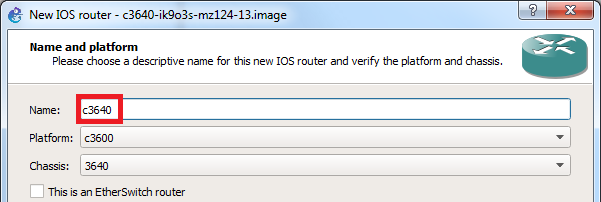 New IOS router - c3640-ik9o3s-mz124-13.image
Name and platform
Please choose a descriptive name for this new IOS router and verify the platform and chassis.
Name: c3640
Platform: c3600
Chassis: 3640
This is an EtherSwitch router